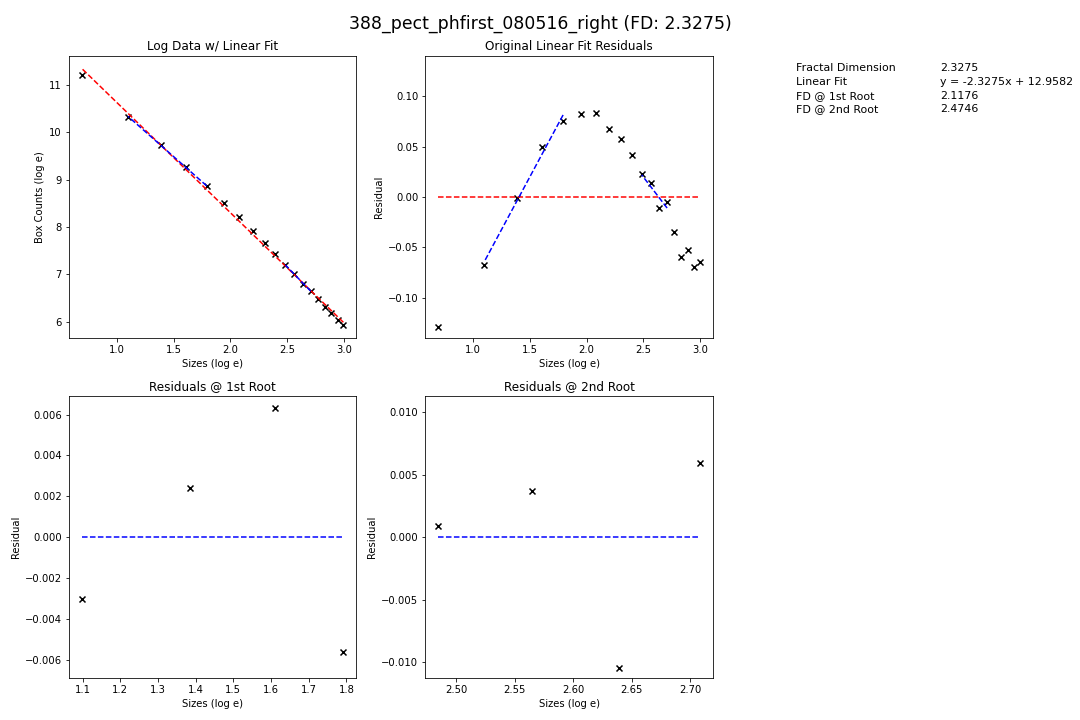 388_pect_phfirst_080516_right (FD: 2.3275)
Log Data w/ Linear Fit
11
10
9
8
7
6
Box Counts (log e)
1.0 1.5 2.0 2.5 3.0
Sizes (log e)
Original Linear Fit Residuals
0.10
0.05
0.00
−0.05
−0.10
Residual
1.0 1.5 2.0 2.5 3.0
Sizes (log e)
Fractal Dimension 2.3275
Linear Fit y = -2.3275x + 12.9582
FD @ 1st Root 2.1176
FD @ 2nd Root 2.4746
Residuals @ 1st Root
0.006
0.004
0.002
0.000
−0.002
−0.004
−0.006
Residual
1.1 1.2 1.3 1.4 1.5 1.6 1.7 1.8
Sizes (log e)
Residuals @ 2nd Root
0.010
0.005
0.000
−0.005
−0.010
Residual
2.50 2.55 2.60 2.65 2.70
Sizes (log e)